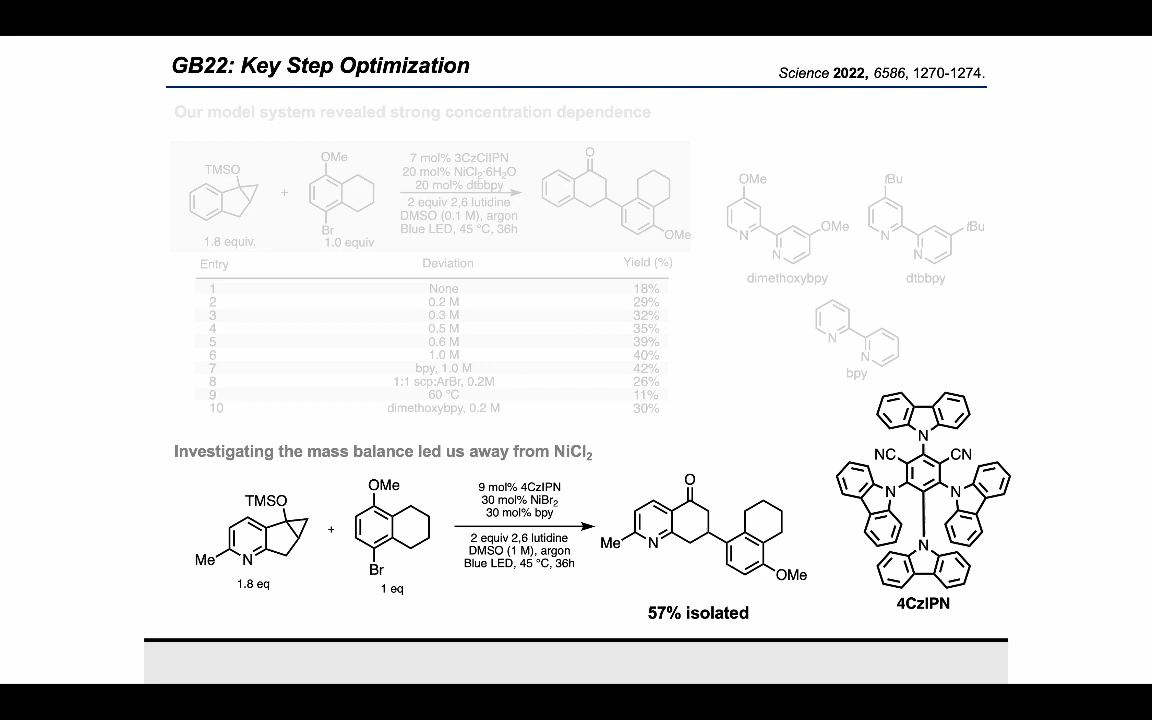 GB22: Key Step Optimization
Science 2022, 6586, 1270-1274.
Our model system revealed strong concentration dependence
TMSO
1.8 equiv.
+
OMe
Br
1.0 equiv
7 mol% 3CzClIPN
20 mol% NiCl2·6H2O
20 mol% dtbbpy
2 equiv 2,6 lutidine
DMSO (0.1 M), argon
Blue LED, 45 °C, 36h
O
OMe
OMe
OMe
N
N
dimethoxybpy
tBu
tBu
N
N
dtbbpy
N
N
bpy
Entry Deviation Yield (%)
1 None 18%
2 0.2 M 29%
3 0.3 M 32%
4 0.5 M 35%
5 0.6 M 39%
6 1.0 M 40%
7 bpy, 1.0 M 42%
8 1:1 scp:ArBr, 0.2M 26%
9 60 °C 11%
10 dimethoxybpy, 0.2 M 30%
Investigating the mass balance led us away from NiCl2
TMSO
Me
N
1.8 eq
+
OMe
Br
1 eq
9 mol% 4CzIPN
30 mol% NiBr2
30 mol% bpy
2 equiv 2,6 lutidine
DMSO (1 M), argon
Blue LED, 45 °C, 36h
O
Me
N
OMe
57% isolated
N
NC
CN
N
N
N
4CzIPN